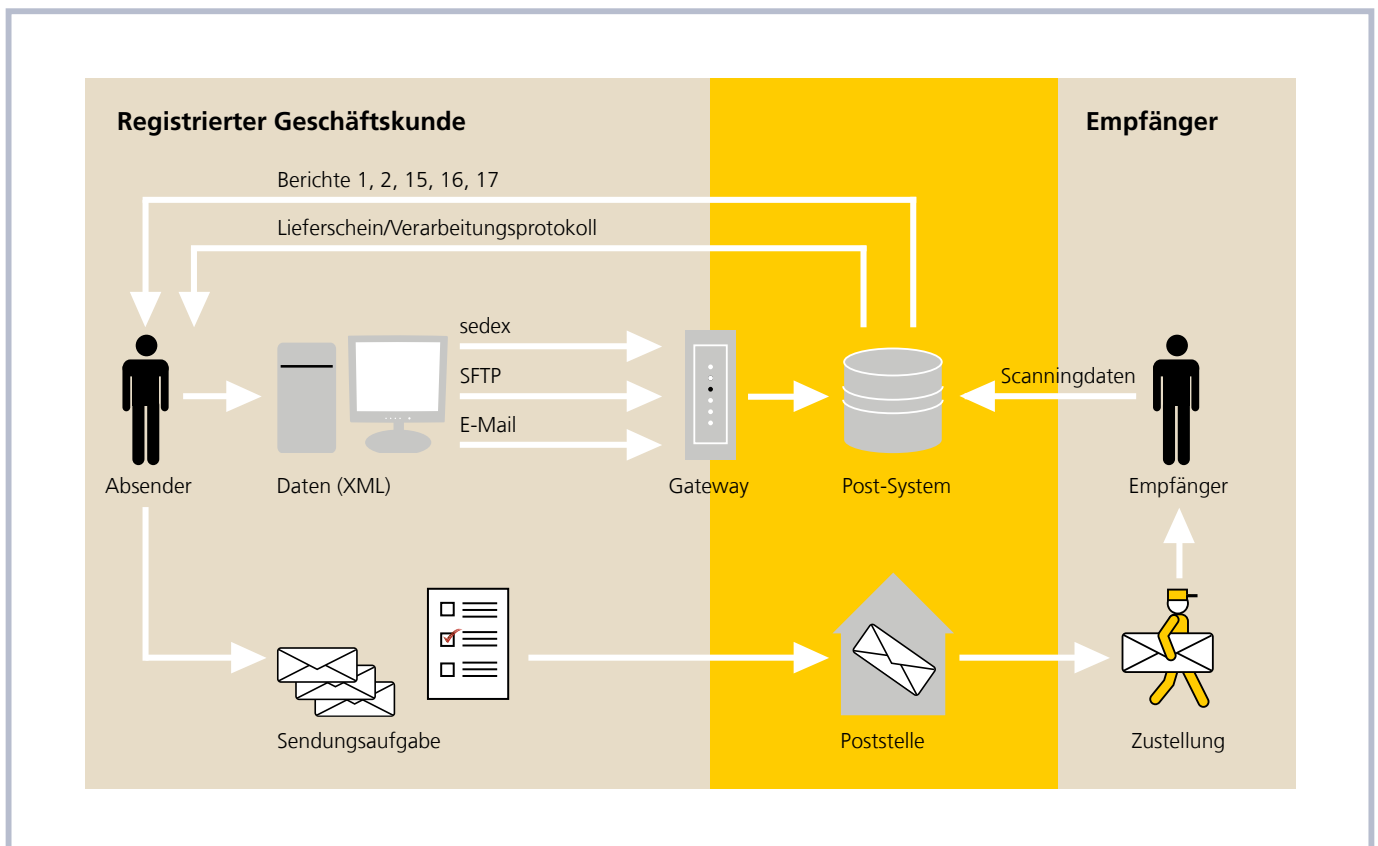 Registrierter Geschäftskunde
Empfänger
Berichte 1, 2, 15, 16, 17
Lieferschein/Verarbeitungsprotokoll
sedex
SFTP
E-Mail
Scanningdaten
Absender
Daten (XML)
Gateway
Post-System
Empfänger
Sendungsaufgabe
Poststelle
Zustellung